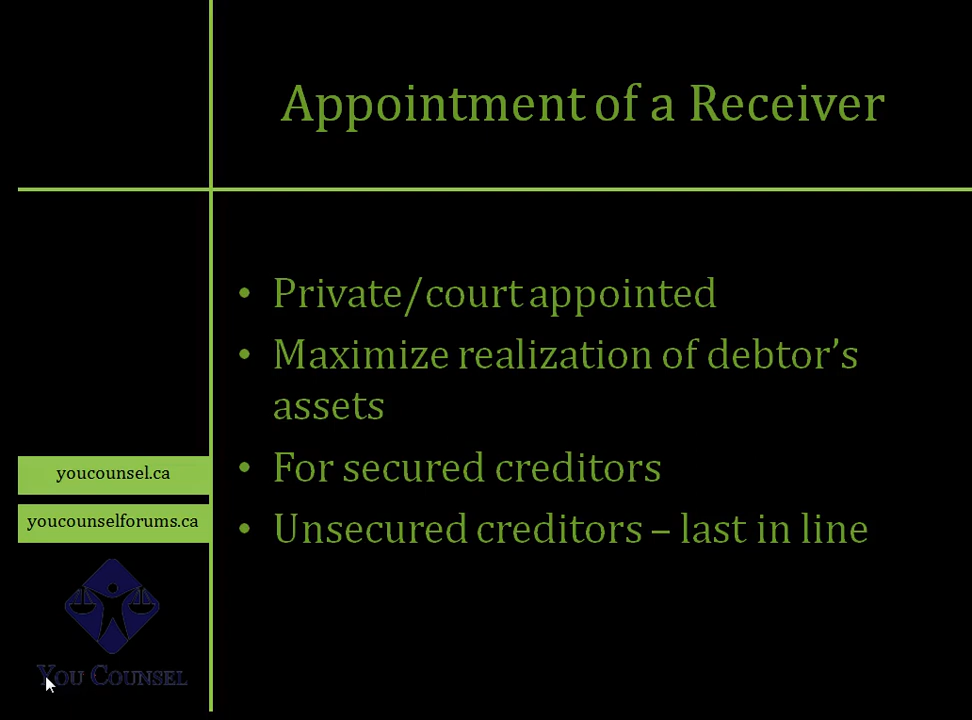 Appointment of a Receiver
• Private/court appointed
• Maximize realization of debtor’s
assets
• For secured creditors
• Unsecured creditors – last in line
youcounsel.ca
youcounselforums.ca
YOU COUNSEL